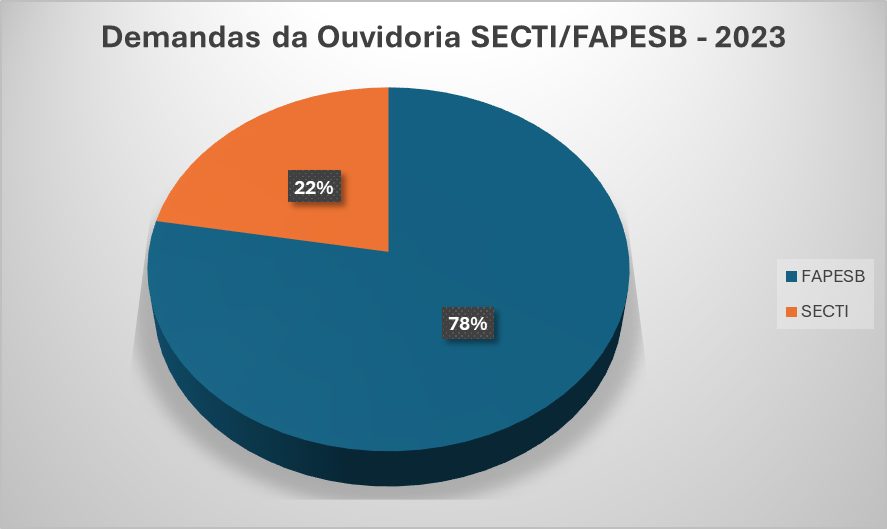 Demandas da Ouvidoria SECTI/FAPESB - 2023
22%
78%
FAPESB
SECTI